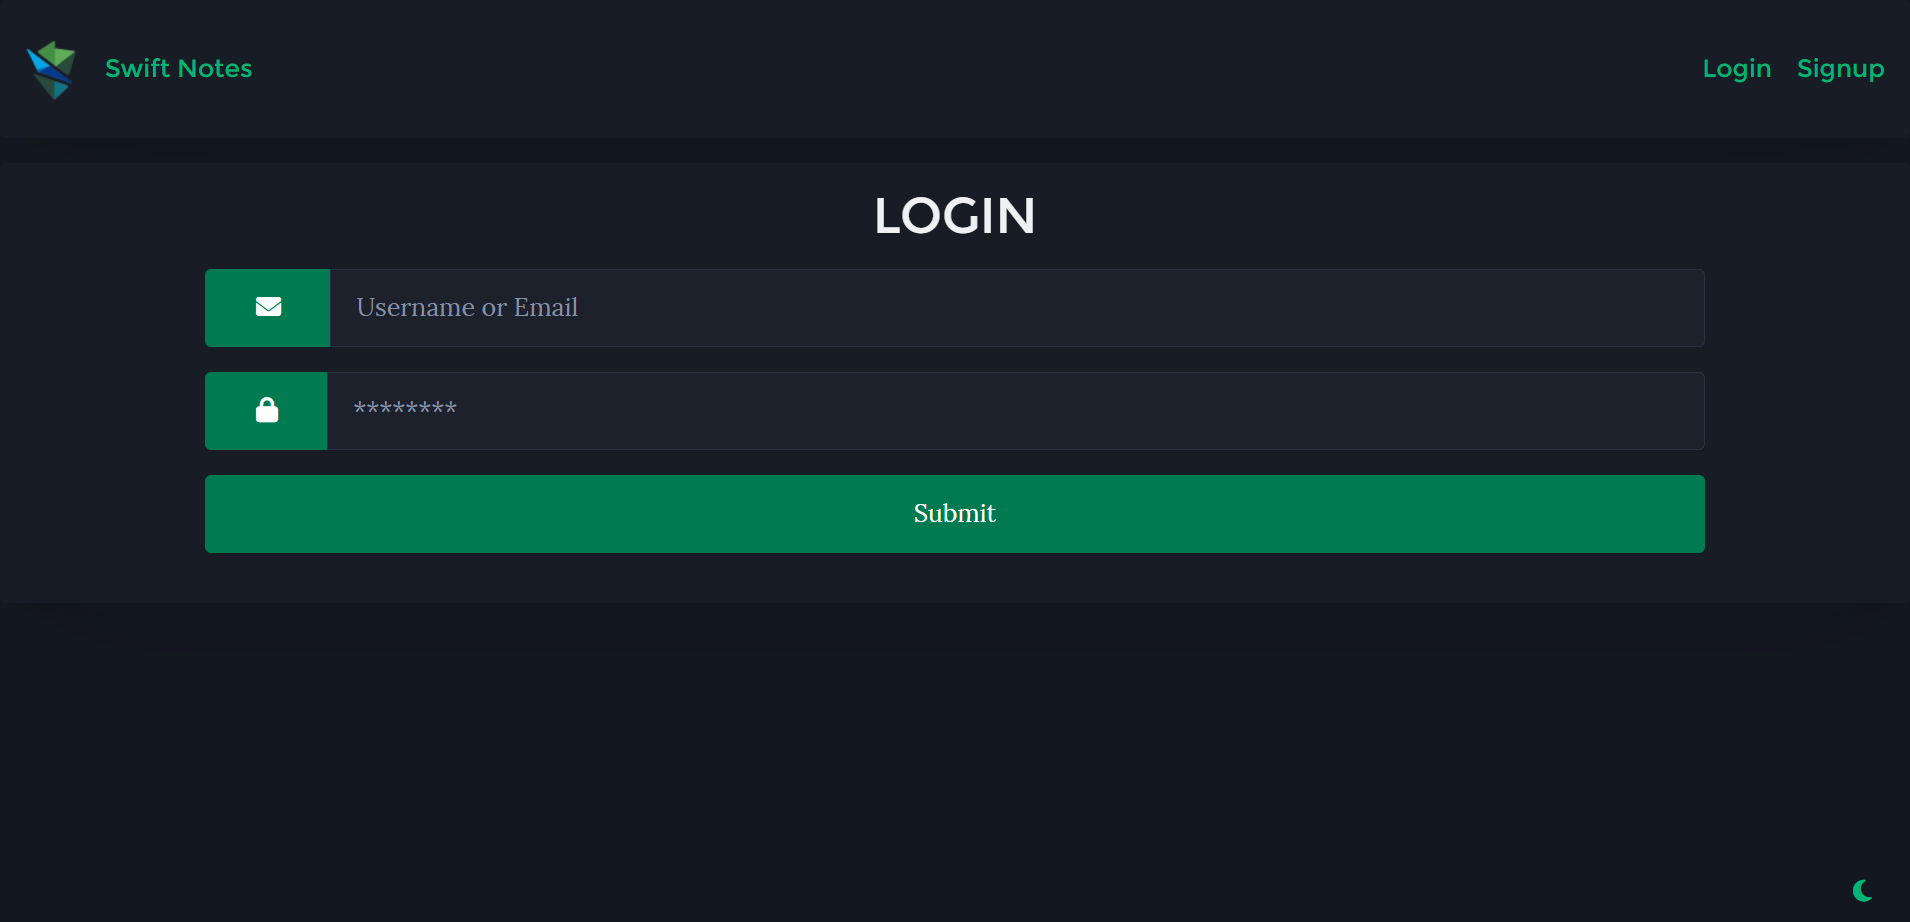 Swift Notes
Login
Signup
LOGIN
Username or Email
********
Submit